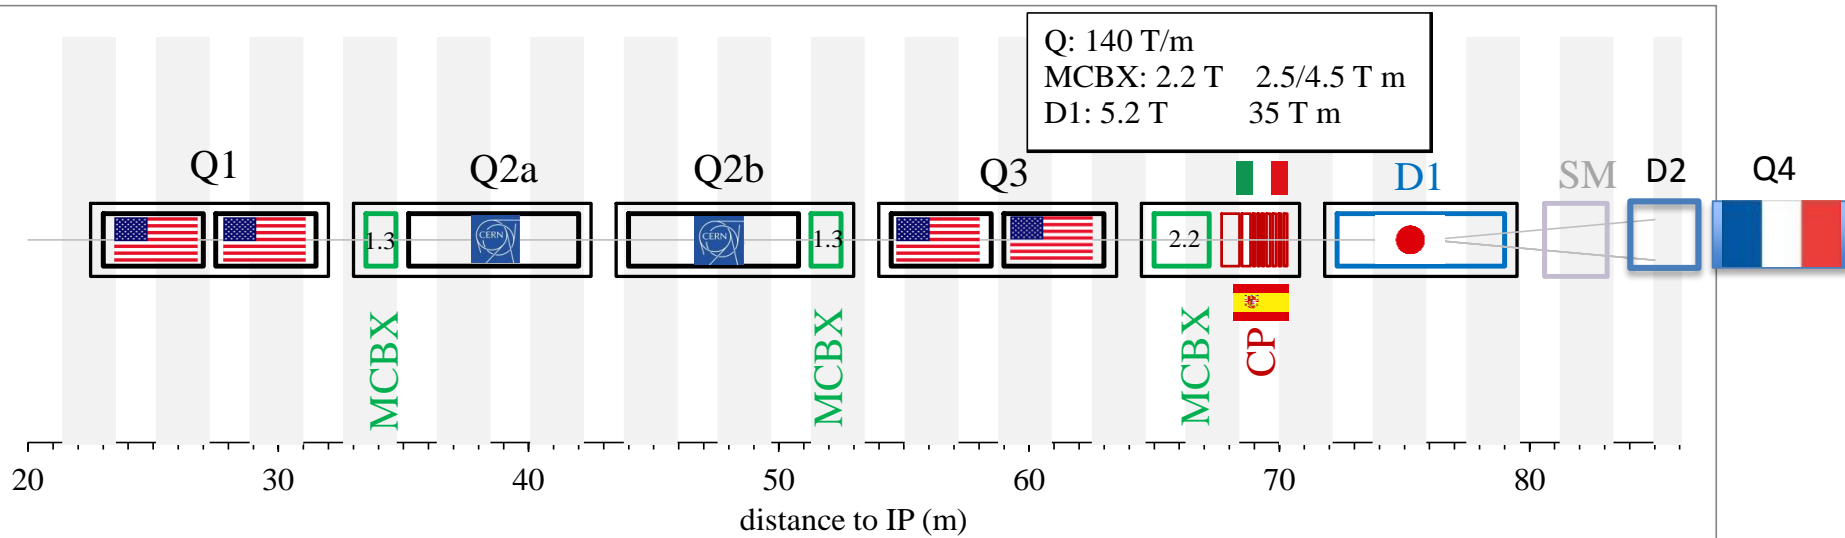 Q: 140 T/m
MCBX: 2.2 T 2.5/4.5 T m
D1: 5.2 T 35 T m
Q1 Q2a Q2b Q3 D1 SM D2 Q4
1.3 CERN CERN 1.3 2.2
MCBX MCBX MCBX CP
20 30 40 50 60 70 80
distance to IP (m)